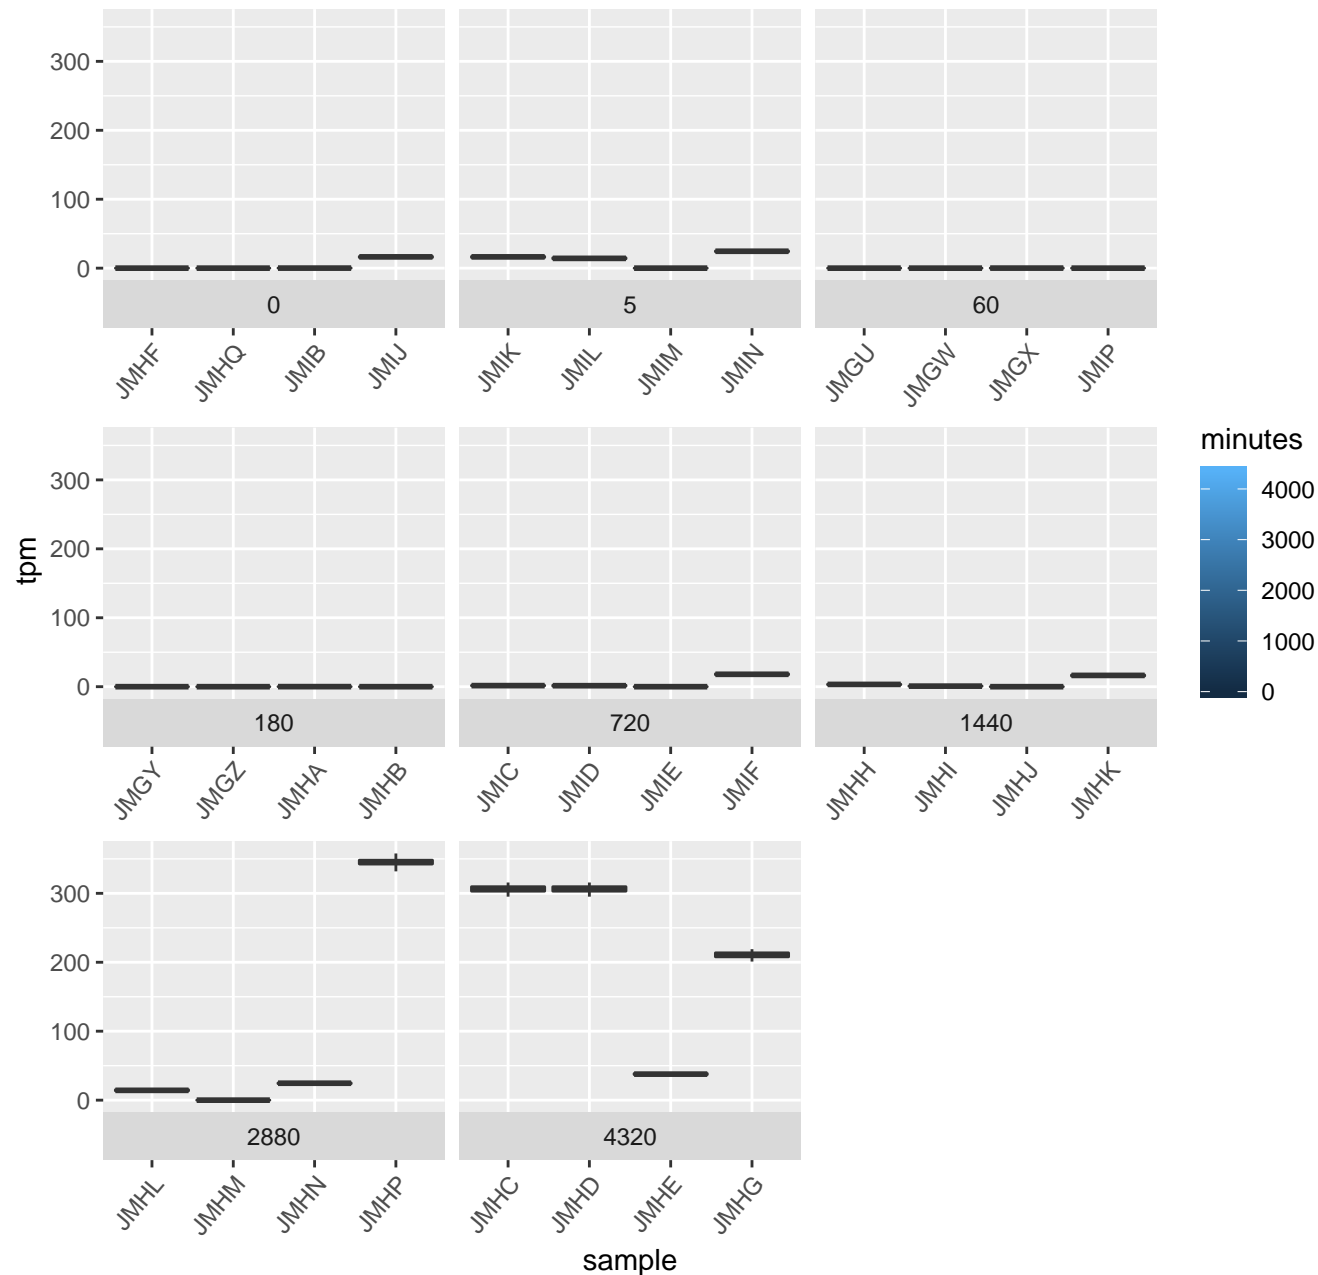 300
200
100
0
0
5
60
JMHF
JMHQ
JMIB
JMIJ
JMIK
JMIL
JMIM
JMIN
JMGU
JMGW
JMGX
JMIP
tpm
300
200
100
0
180
720
1440
JMGY
JMGZ
JMHA
JMHB
JMIC
JMID
JMIE
JMIF
JMHH
JMHI
JMHJ
JMHK
minutes
4000
3000
2000
1000
0
300
200
100
0
2880
4320
JMHL
JMHM
JMHN
JMHP
JMHC
JMHD
JMHE
JMHG
sample